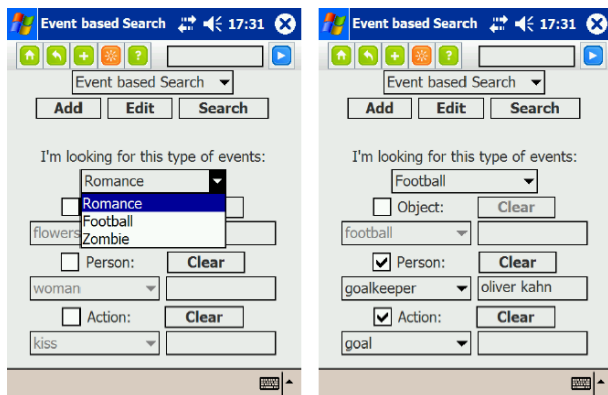 Event based Search 17:31
?
Event based Search
Add Edit Search
I'm looking for this type of events:
Romance
Romance
Football
Zombie
flowers
Person: Clear
woman
Action: Clear
kiss
Event based Search 17:31
?
Event based Search
Add Edit Search
I'm looking for this type of events:
Football
Object: Clear
football
Person: Clear
goalkeeper oliver kahn
Action: Clear
goal